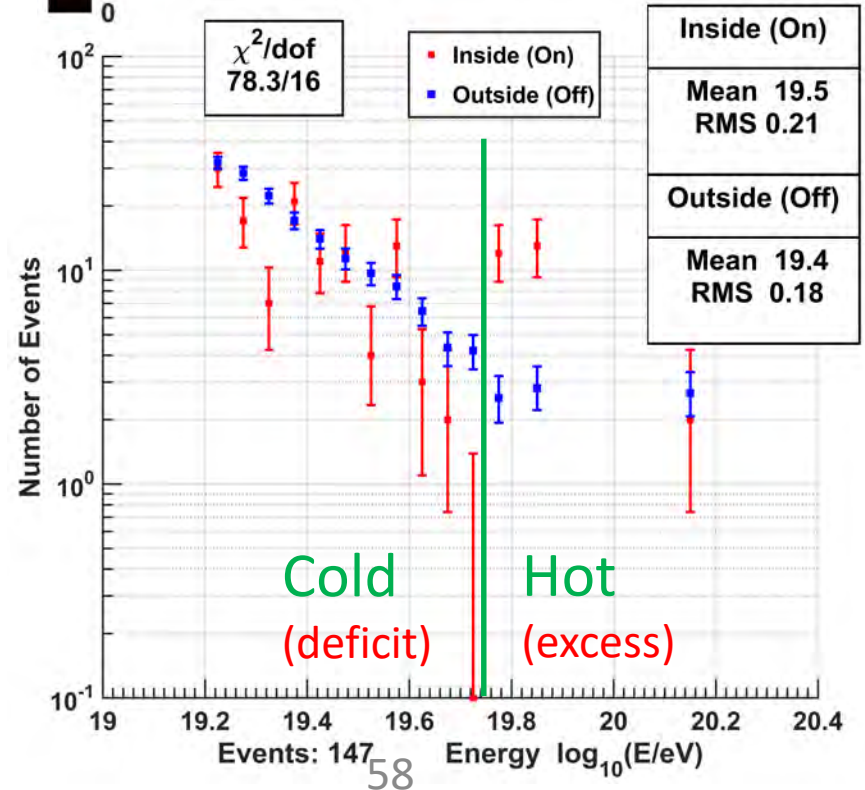 0
χ²/dof
78.3/16
Inside (On)
Outside (Off)
Inside (On)
Mean 19.5
RMS 0.21
Outside (Off)
Mean 19.4
RMS 0.18
Number of Events
10²
10¹
10⁰
10⁻¹
Cold
(deficit)
Hot
(excess)
19 19.2 19.4 19.6 19.8 20 20.2 20.4
Events: 147 Energy log₁₀(E/eV)
58